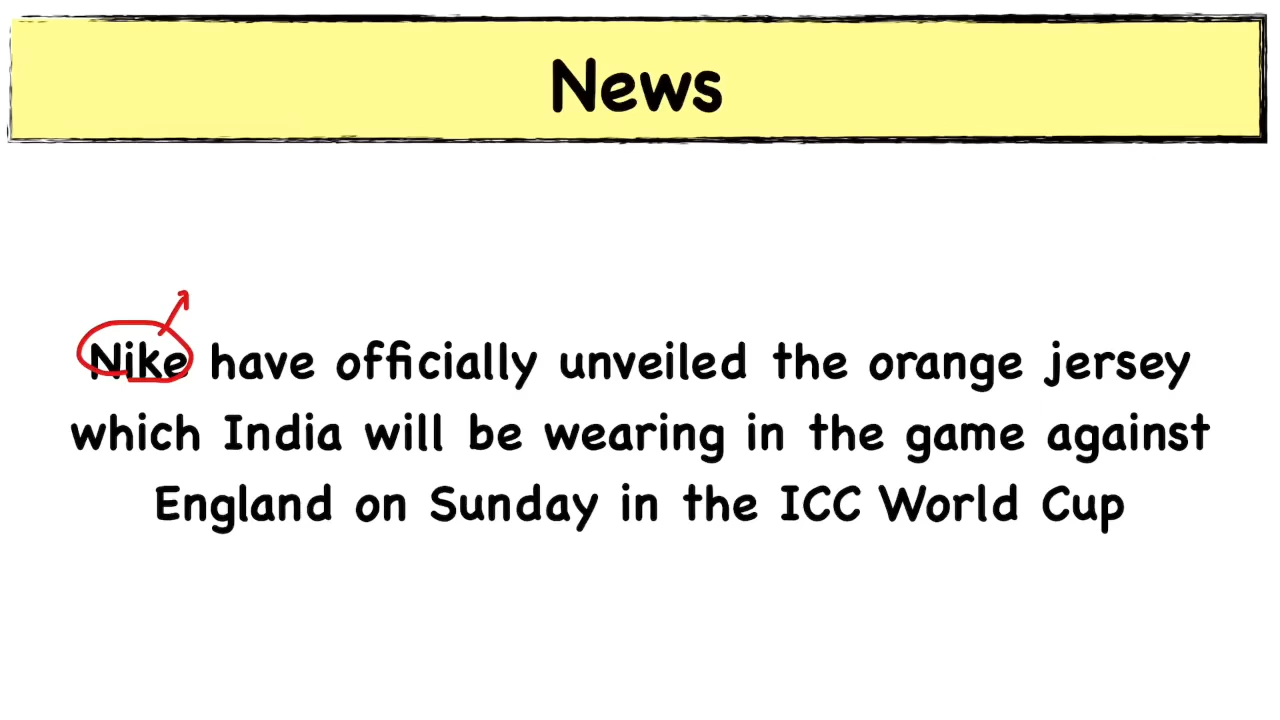 News
Nike have officially unveiled the orange jersey
which India will be wearing in the game against
England on Sunday in the ICC World Cup